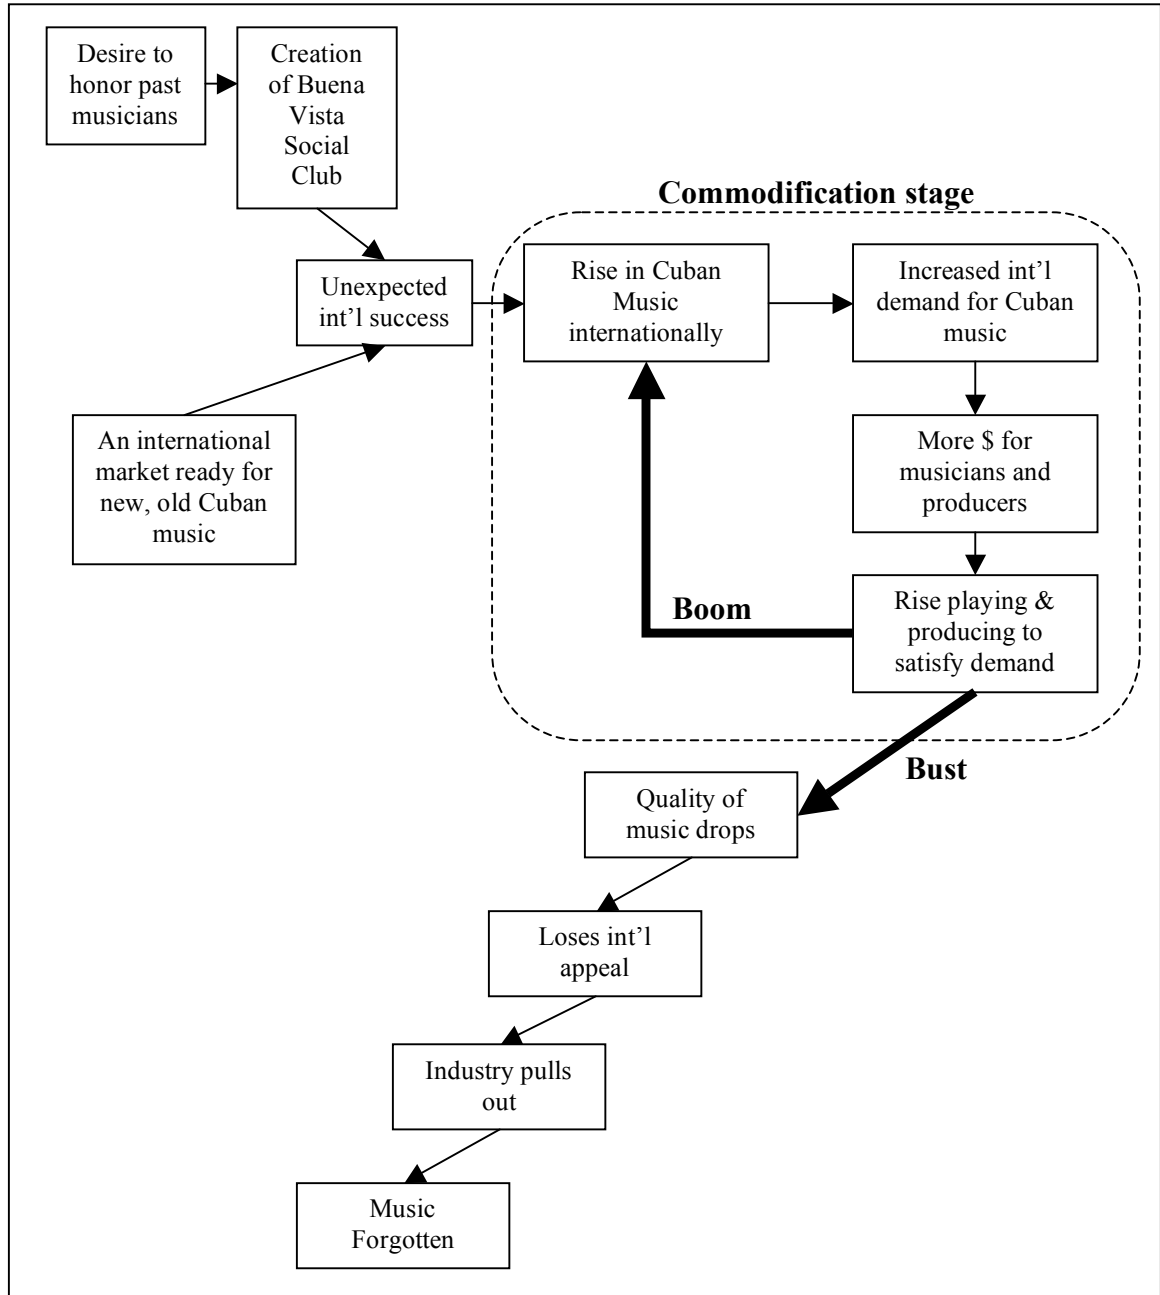 Desire to
honor past
musicians
Creation
of Buena
Vista
Social
Club
Commodification stage
Unexpected
int’l success
Rise in Cuban
Music
internationally
Increased int’l
demand for Cuban
music
An international
market ready for
new, old Cuban
music
More $ for
musicians and
producers
Boom
Rise playing &
producing to
satisfy demand
Bust
Quality of
music drops
Loses int’l
appeal
Industry pulls
out
Music
Forgotten